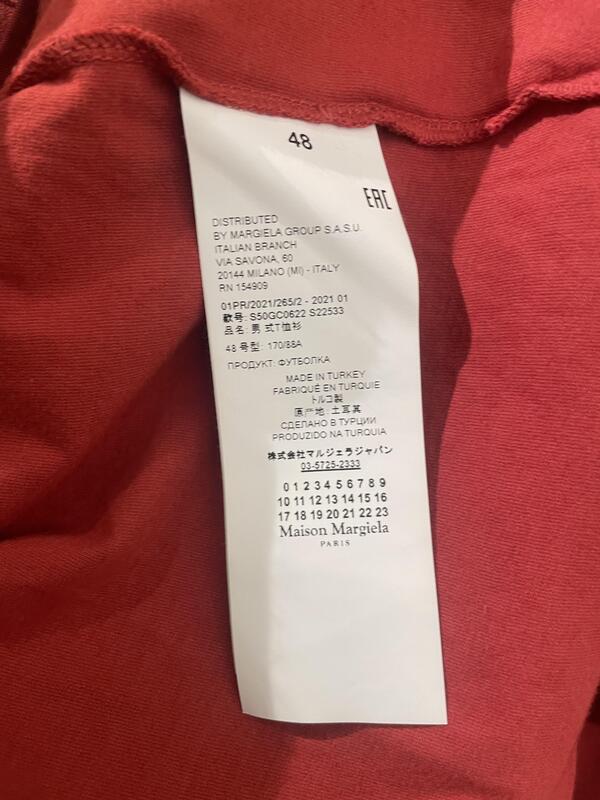 48
EAC
DISTRIBUTED
BY MARGIELA GROUP S.A.S.U.
ITALIAN BRANCH
VIA SAVONA, 60
20144 MILANO (MI) - ITALY
RN 154909
01PR/2021/265/2 - 2021 01
款号: S50GC0622 S22533
品名: 男 式T恤衫
48 号型: 170/88A
ПРОДУКТ: ФУТБОЛКА
MADE IN TURKEY
FABRIQUÉ EN TURQUIE
トルコ製
原产地: 土耳其
СДЕЛАНО В ТУРЦИИ
PRODUZIDO NA TURQUIA
株式会社マルジェラジャパン
03-5725-2333
0 1 2 3 4 5 6 7 8 9
10 11 12 13 14 15 16
17 18 19 20 21 22 23
Maison Margiela
PARIS